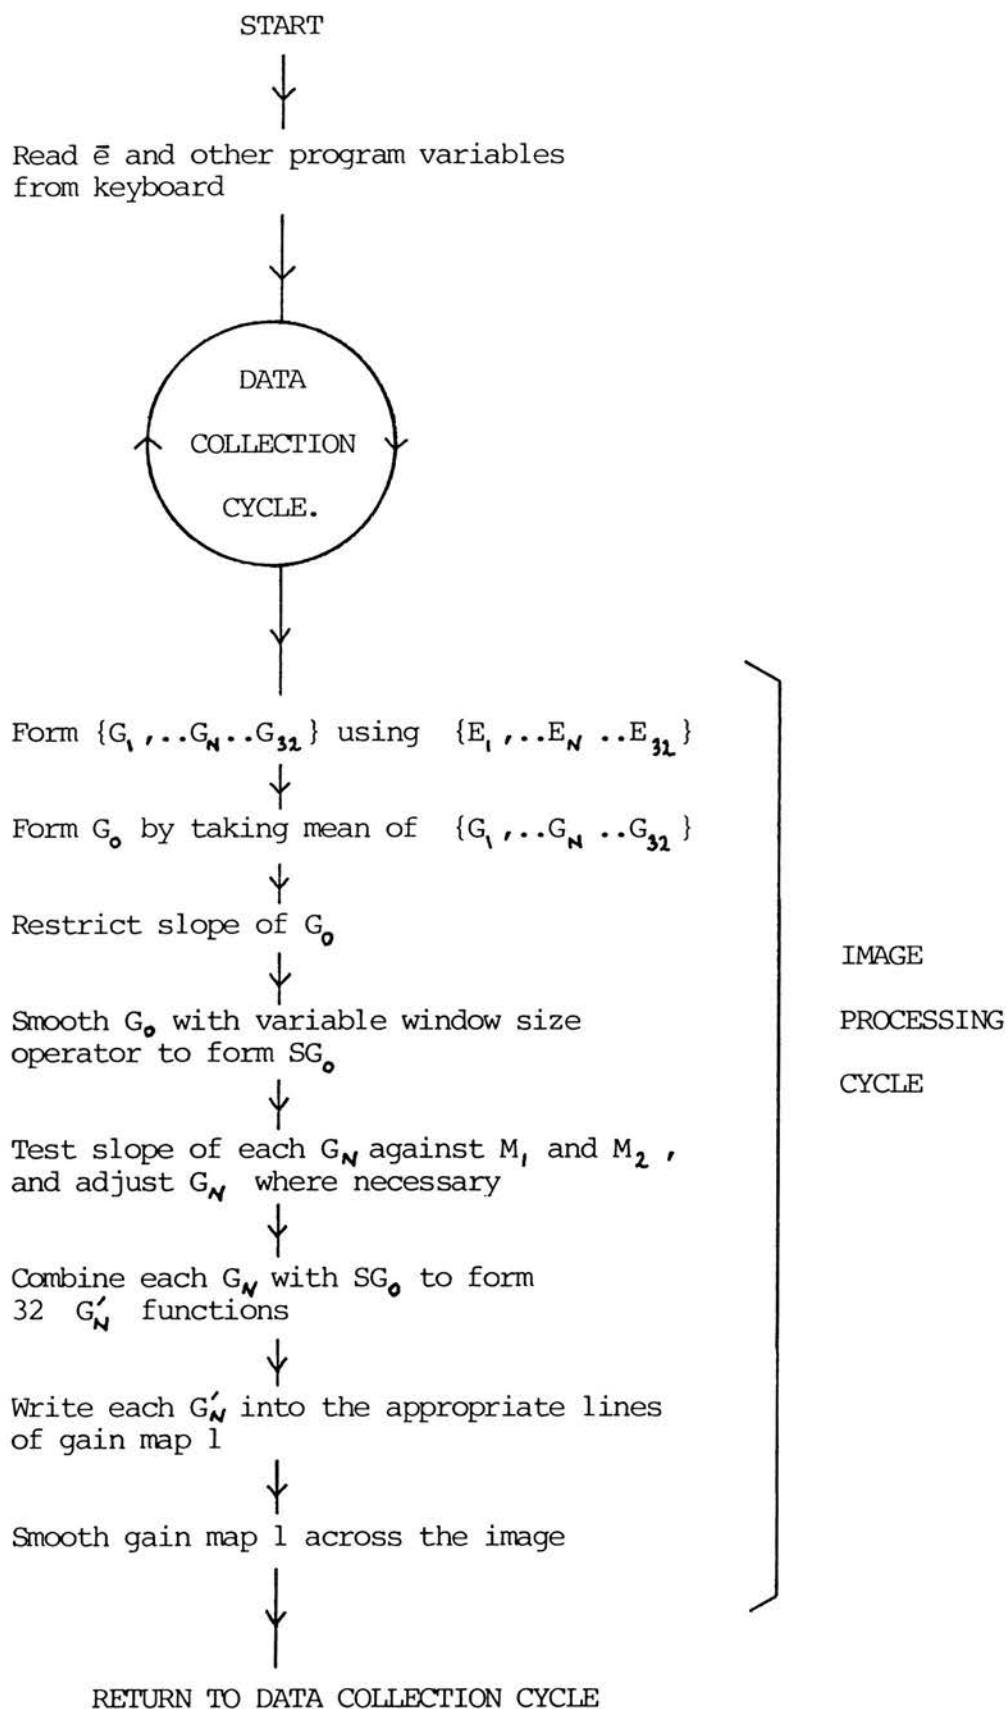 START
Read ē and other program variables
from keyboard
DATA
COLLECTION
CYCLE.
Form {G₁,..G_N..G₃₂} using {E₁,..E_N ..E₃₂}
Form G₀ by taking mean of {G₁,..G_N ..G₃₂}
Restrict slope of G₀
Smooth G₀ with variable window size
operator to form SG₀
Test slope of each G_N against M₁ and M₂ ,
and adjust G_N where necessary
Combine each G_N with SG₀ to form
32 G′_N functions
Write each G′_N into the appropriate lines
of gain map 1
Smooth gain map 1 across the image
RETURN TO DATA COLLECTION CYCLE
IMAGE
PROCESSING
CYCLE